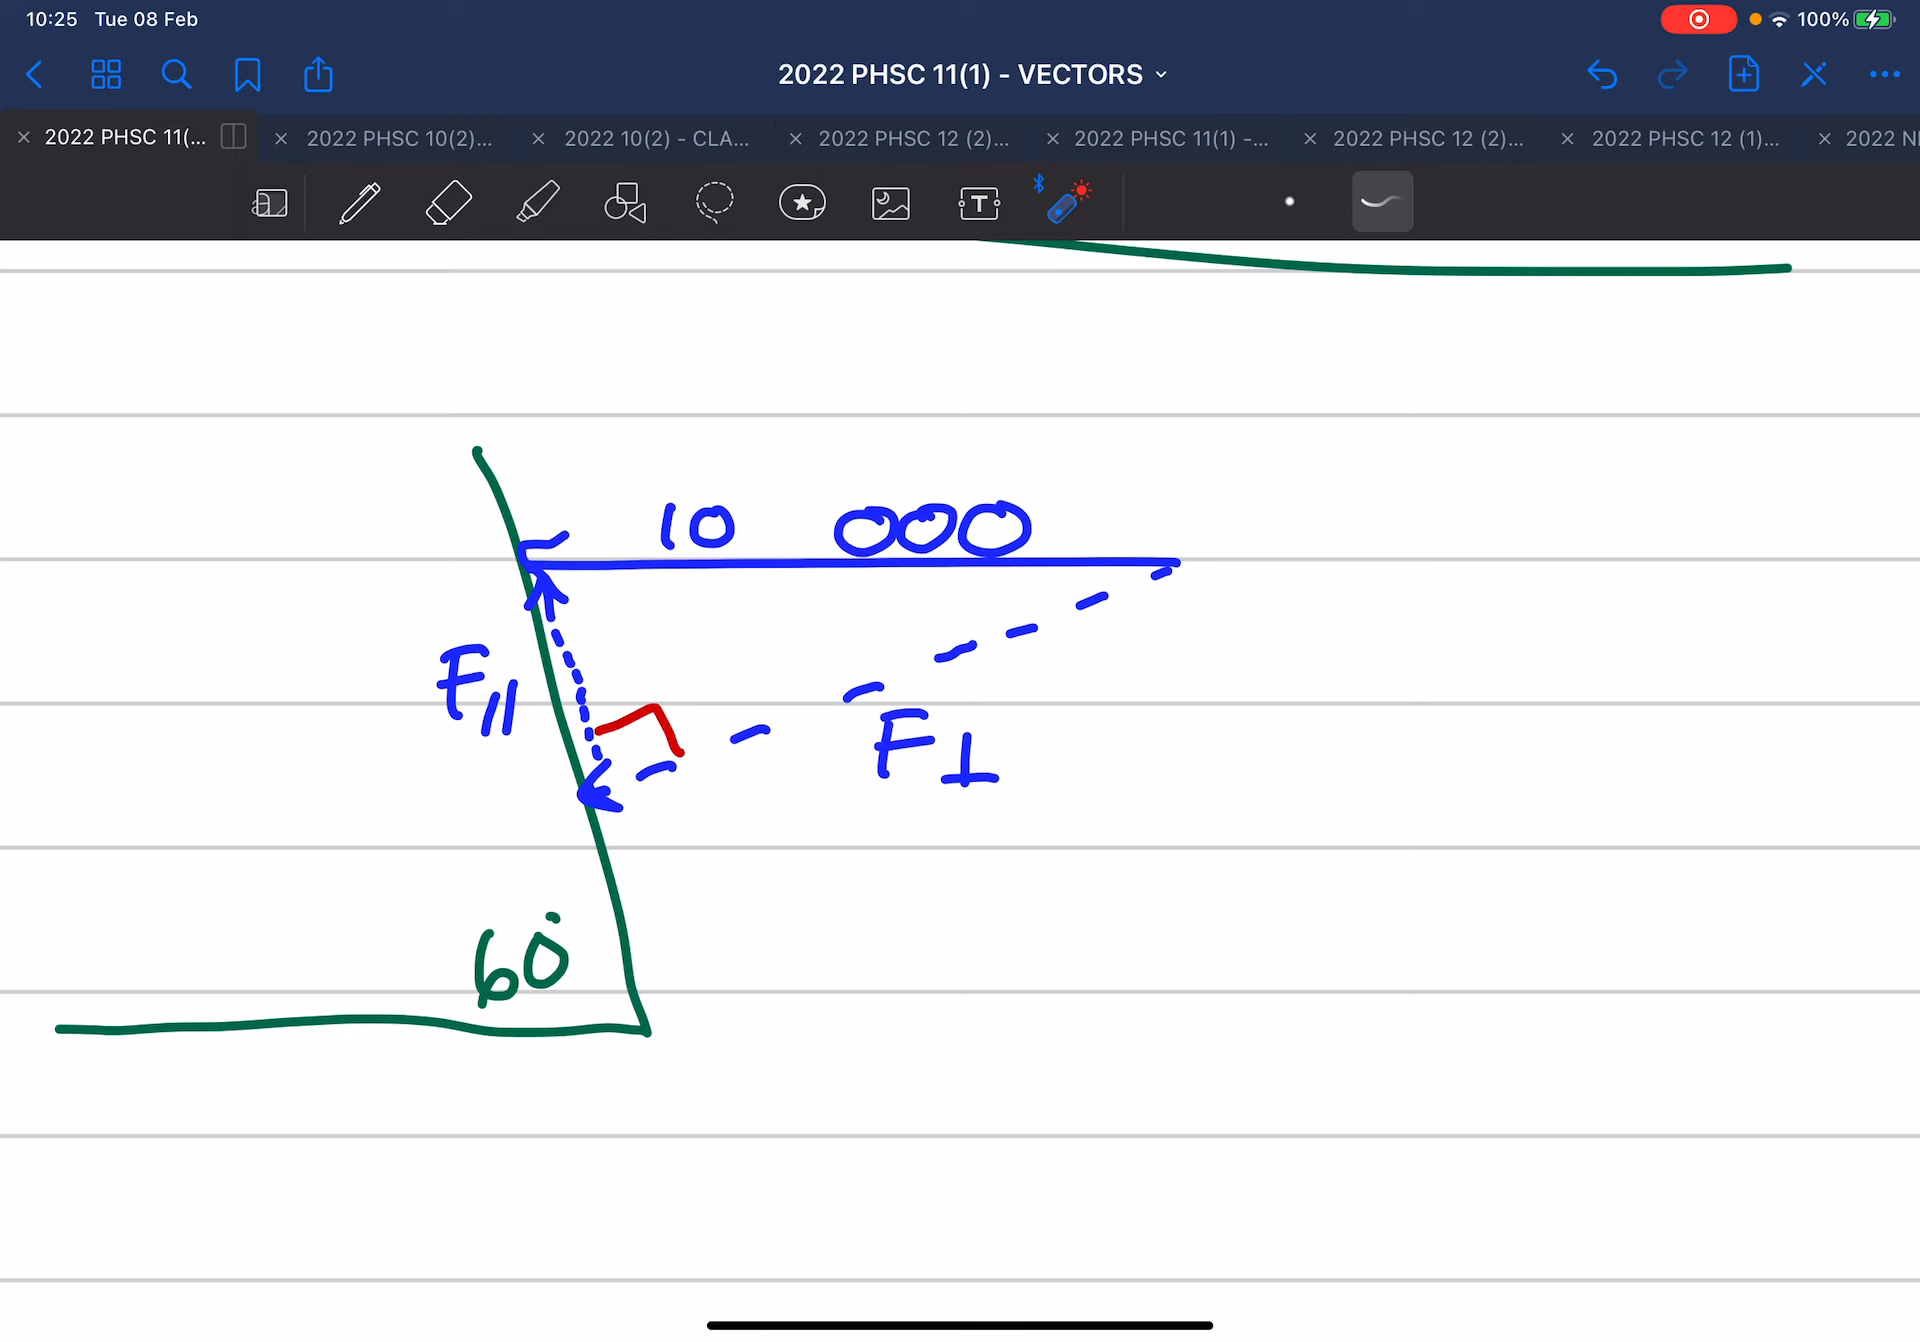 10:25 Tue 08 Feb 100%
2022 PHSC 11(1) - VECTORS
2022 PHSC 11(... 2022 PHSC 10(2)... 2022 10(2) - CLA... 2022 PHSC 12 (2)... 2022 PHSC 11(1) -... 2022 PHSC 12 (2)... 2022 PHSC 12 (1)... 2022 N
10 000
F//
F⊥
60°